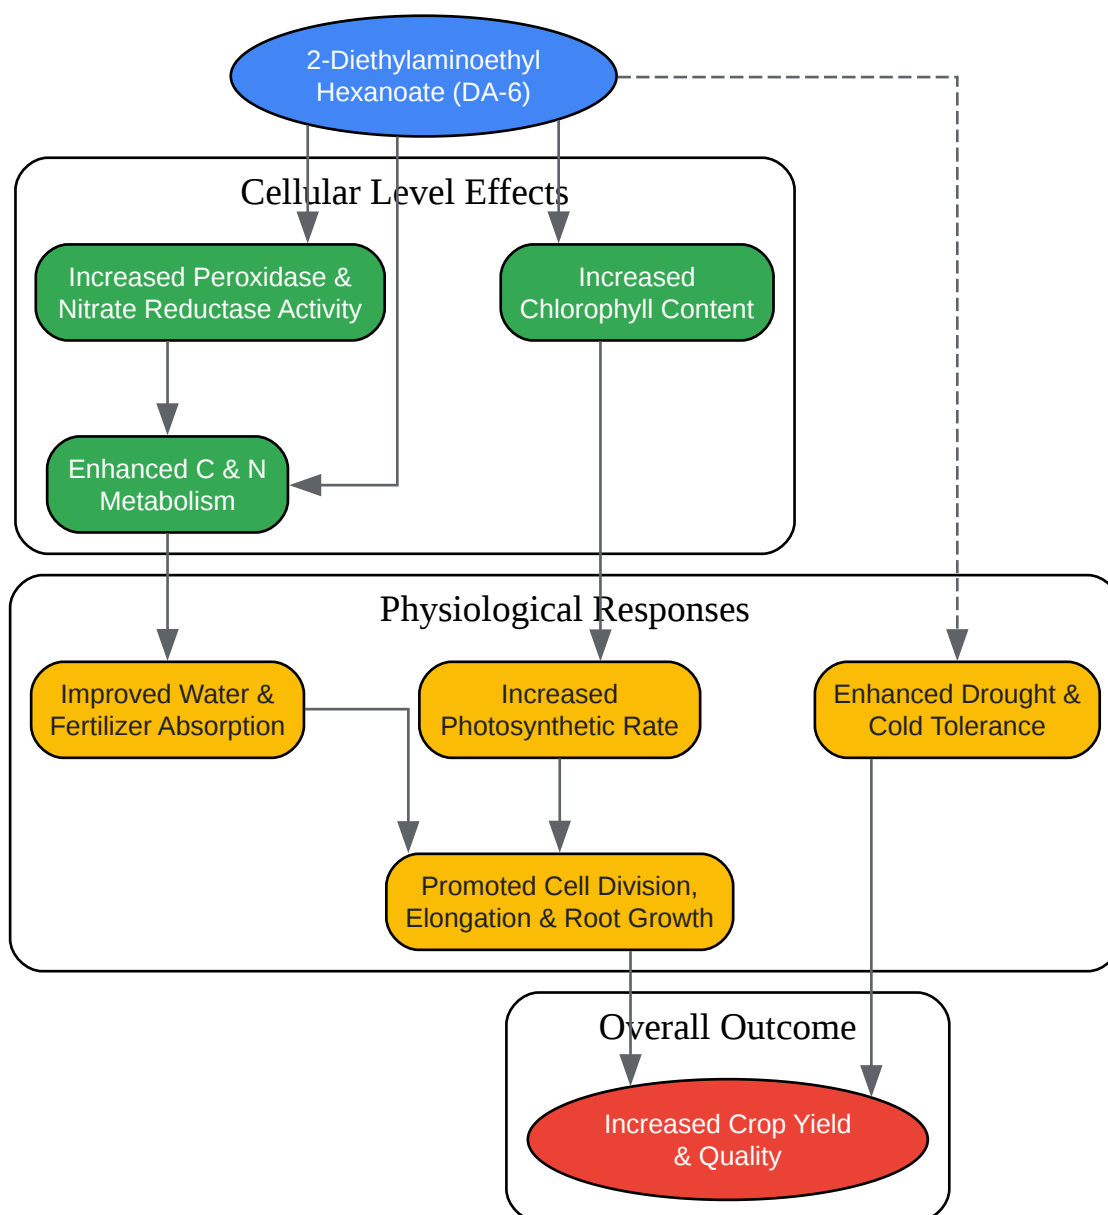 2-Diethylaminoethyl
Hexanoate (DA-6)
Cellular Level Effects
Increased Peroxidase &
Nitrate Reductase Activity
Increased
Chlorophyll Content
Enhanced C & N
Metabolism
Physiological Responses
Improved Water &
Fertilizer Absorption
Increased
Photosynthetic Rate
Enhanced Drought &
Cold Tolerance
Promoted Cell Division,
Elongation & Root Growth
Overall Outcome
Increased Crop Yield
& Quality